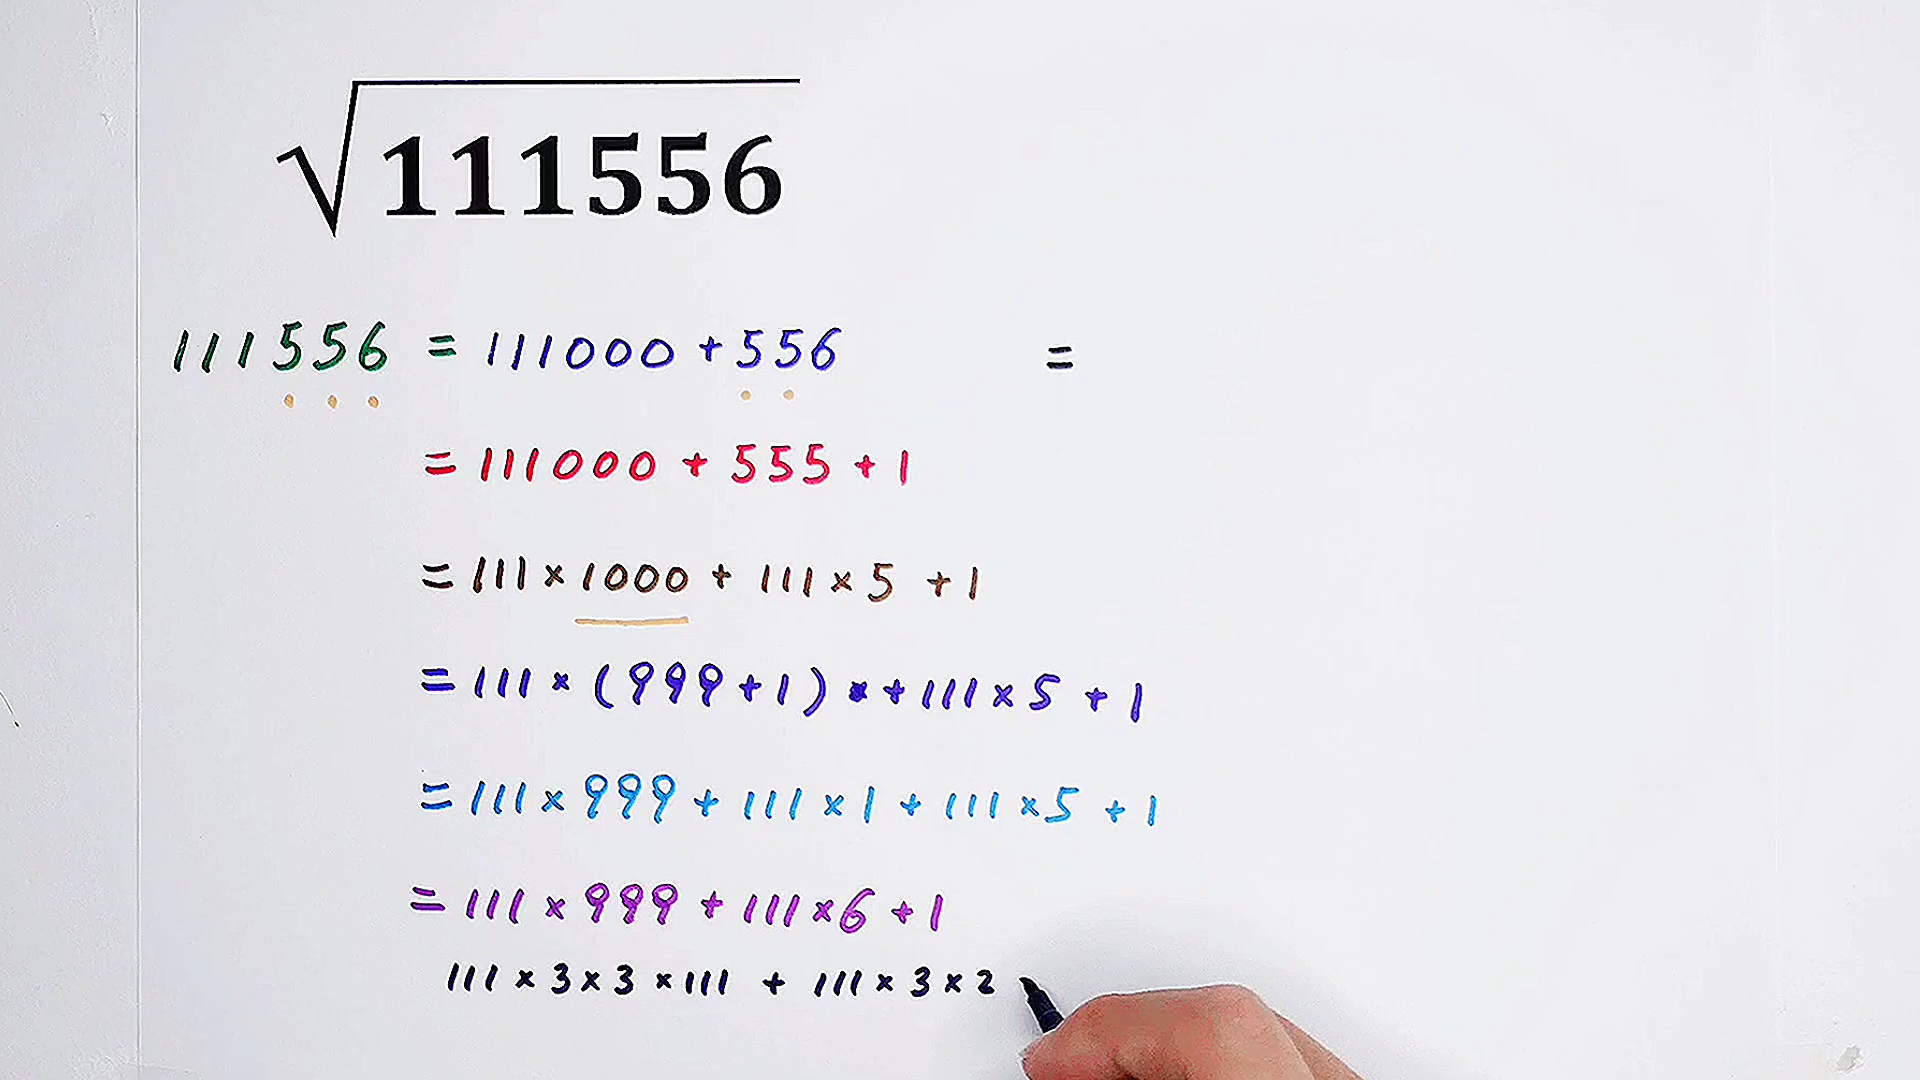 √111556
111556 = 111000 + 556 =
= 111000 + 555 + 1
= 111 × 1000 + 111 × 5 + 1
= 111 × (999 + 1) + 111 × 5 + 1
= 111 × 999 + 111 × 1 + 111 × 5 + 1
= 111 × 999 + 111 × 6 + 1
111 × 3 × 3 × 111 + 111 × 3 × 2